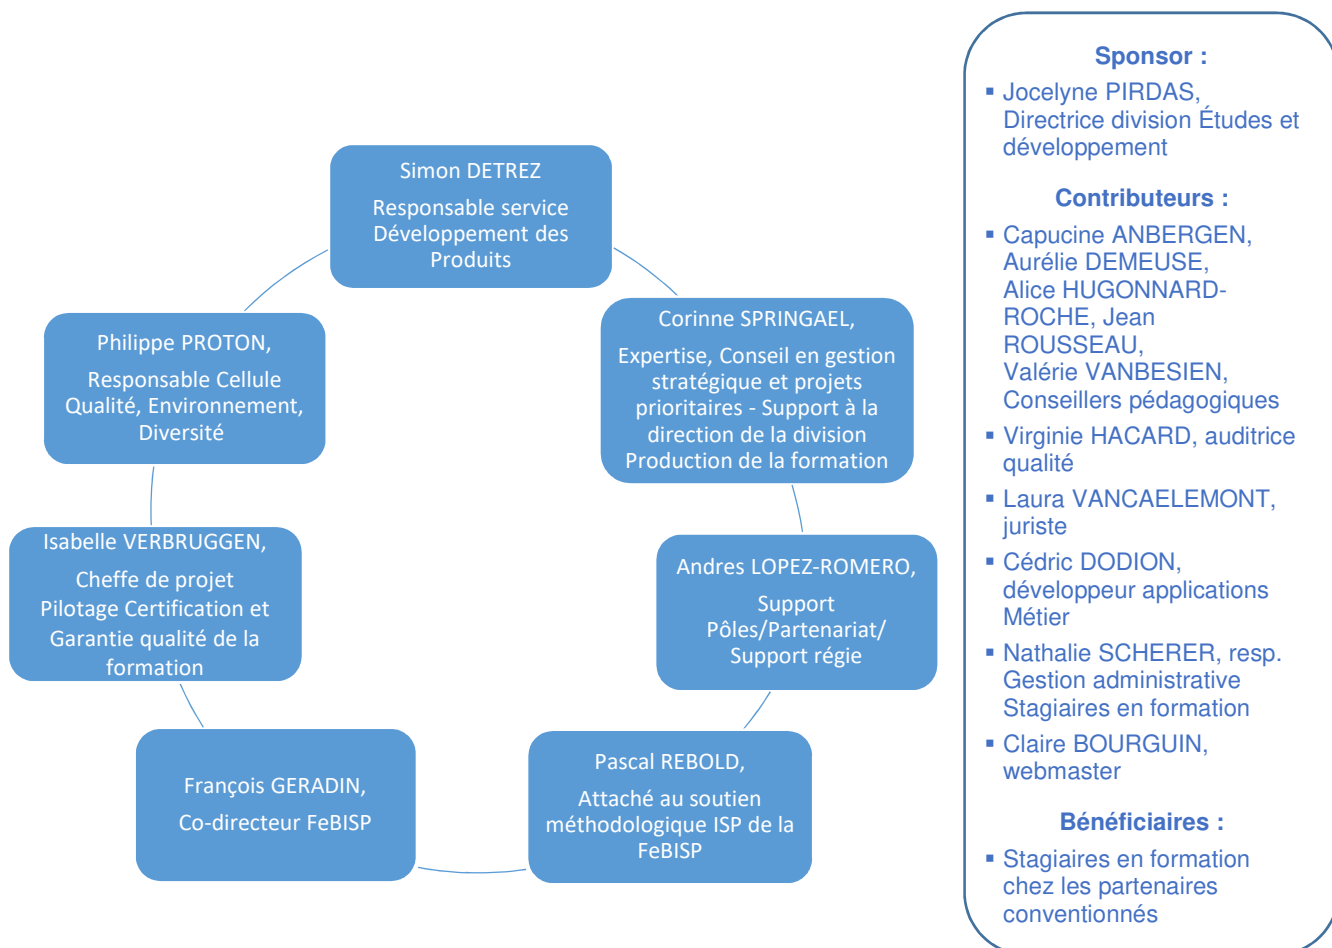 Simon DETREZ
Responsable service
Développement des
Produits
Corinne SPRINGAEL,
Expertise, Conseil en gestion
stratégique et projets
prioritaires - Support à la
direction de la division
Production de la formation
Andres LOPEZ-ROMERO,
Support
Pôles/Partenariat/
Support régie
Pascal REBOLD,
Attaché au soutien
méthodologique ISP de la
FeBISP
François GERADIN,
Co-directeur FeBISP
Isabelle VERBRUGGEN,
Cheffe de projet
Pilotage Certification et
Garantie qualité de la
formation
Philippe PROTON,
Responsable Cellule
Qualité, Environnement,
Diversité
Sponsor :
▪ Jocelyne PIRDAS,
Directrice division Études et
développement
Contributeurs :
▪ Capucine ANBERGEN,
Aurélie DEMEUSE,
Alice HUGONNARD-
ROCHE, Jean
ROUSSEAU,
Valérie VANBESIEN,
Conseillers pédagogiques
▪ Virginie HACARD, auditrice
qualité
▪ Laura VANCAELEMONT,
juriste
▪ Cédric DODION,
développeur applications
Métier
▪ Nathalie SCHERER, resp.
Gestion administrative
Stagiaires en formation
▪ Claire BOURGUIN,
webmaster
Bénéficiaires :
▪ Stagiaires en formation
chez les partenaires
conventionnés